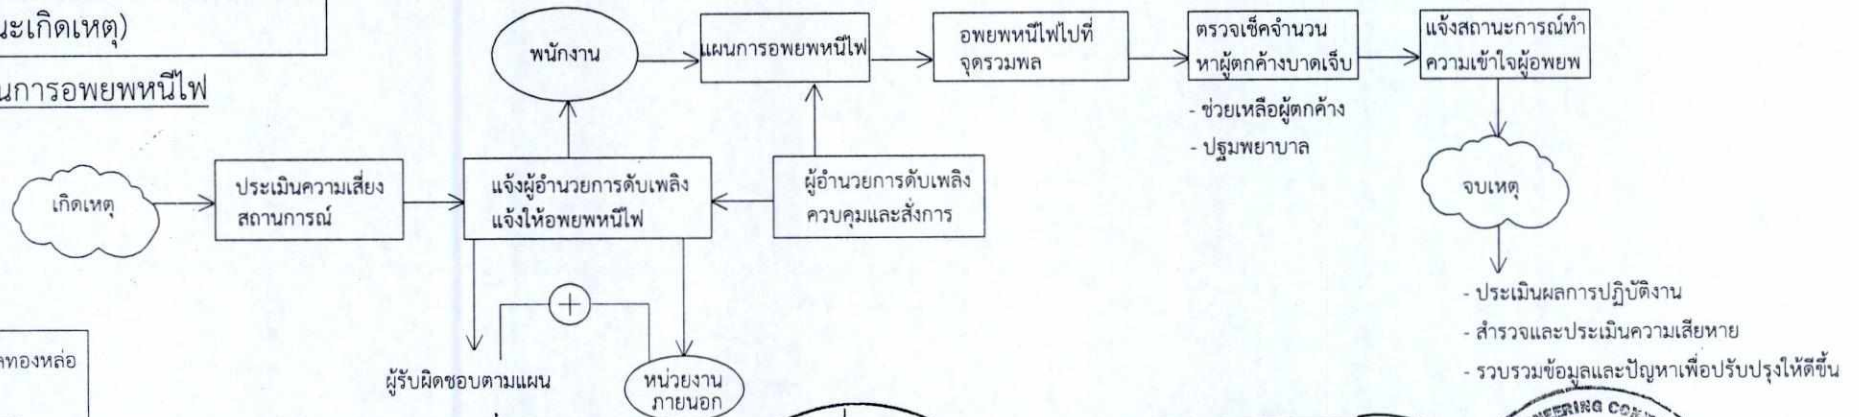 นะเกิดเหตุ)
นการอพยพหนีไฟ
พนักงาน
แผนการอพยพหนีไฟ
อพยพหนีไฟไปที่
จุดรวมพล
ตรวจเช็คจำนวน
หาผู้ตกค้างบาดเจ็บ
- ช่วยเหลือผู้ตกค้าง
- ปฐมพยาบาล
แจ้งสถานะการณ์ทำ
ความเข้าใจผู้อพยพ
เกิดเหตุ
ประเมินความเสี่ยง
สถานการณ์
แจ้งผู้อำนวยการดับเพลิง
แจ้งให้อพยพหนีไฟ
ผู้อำนวยการดับเพลิง
ควบคุมและสั่งการ
จบเหตุ
- ประเมินผลการปฏิบัติงาน
- สำรวจและประเมินความเสียหาย
- รวบรวมข้อมูลและปัญหาเพื่อปรับปรุงให้ดีขึ้น
ทองหล่อ
ผู้รับผิดชอบตามแผน
หน่วยงาน
ภายนอก